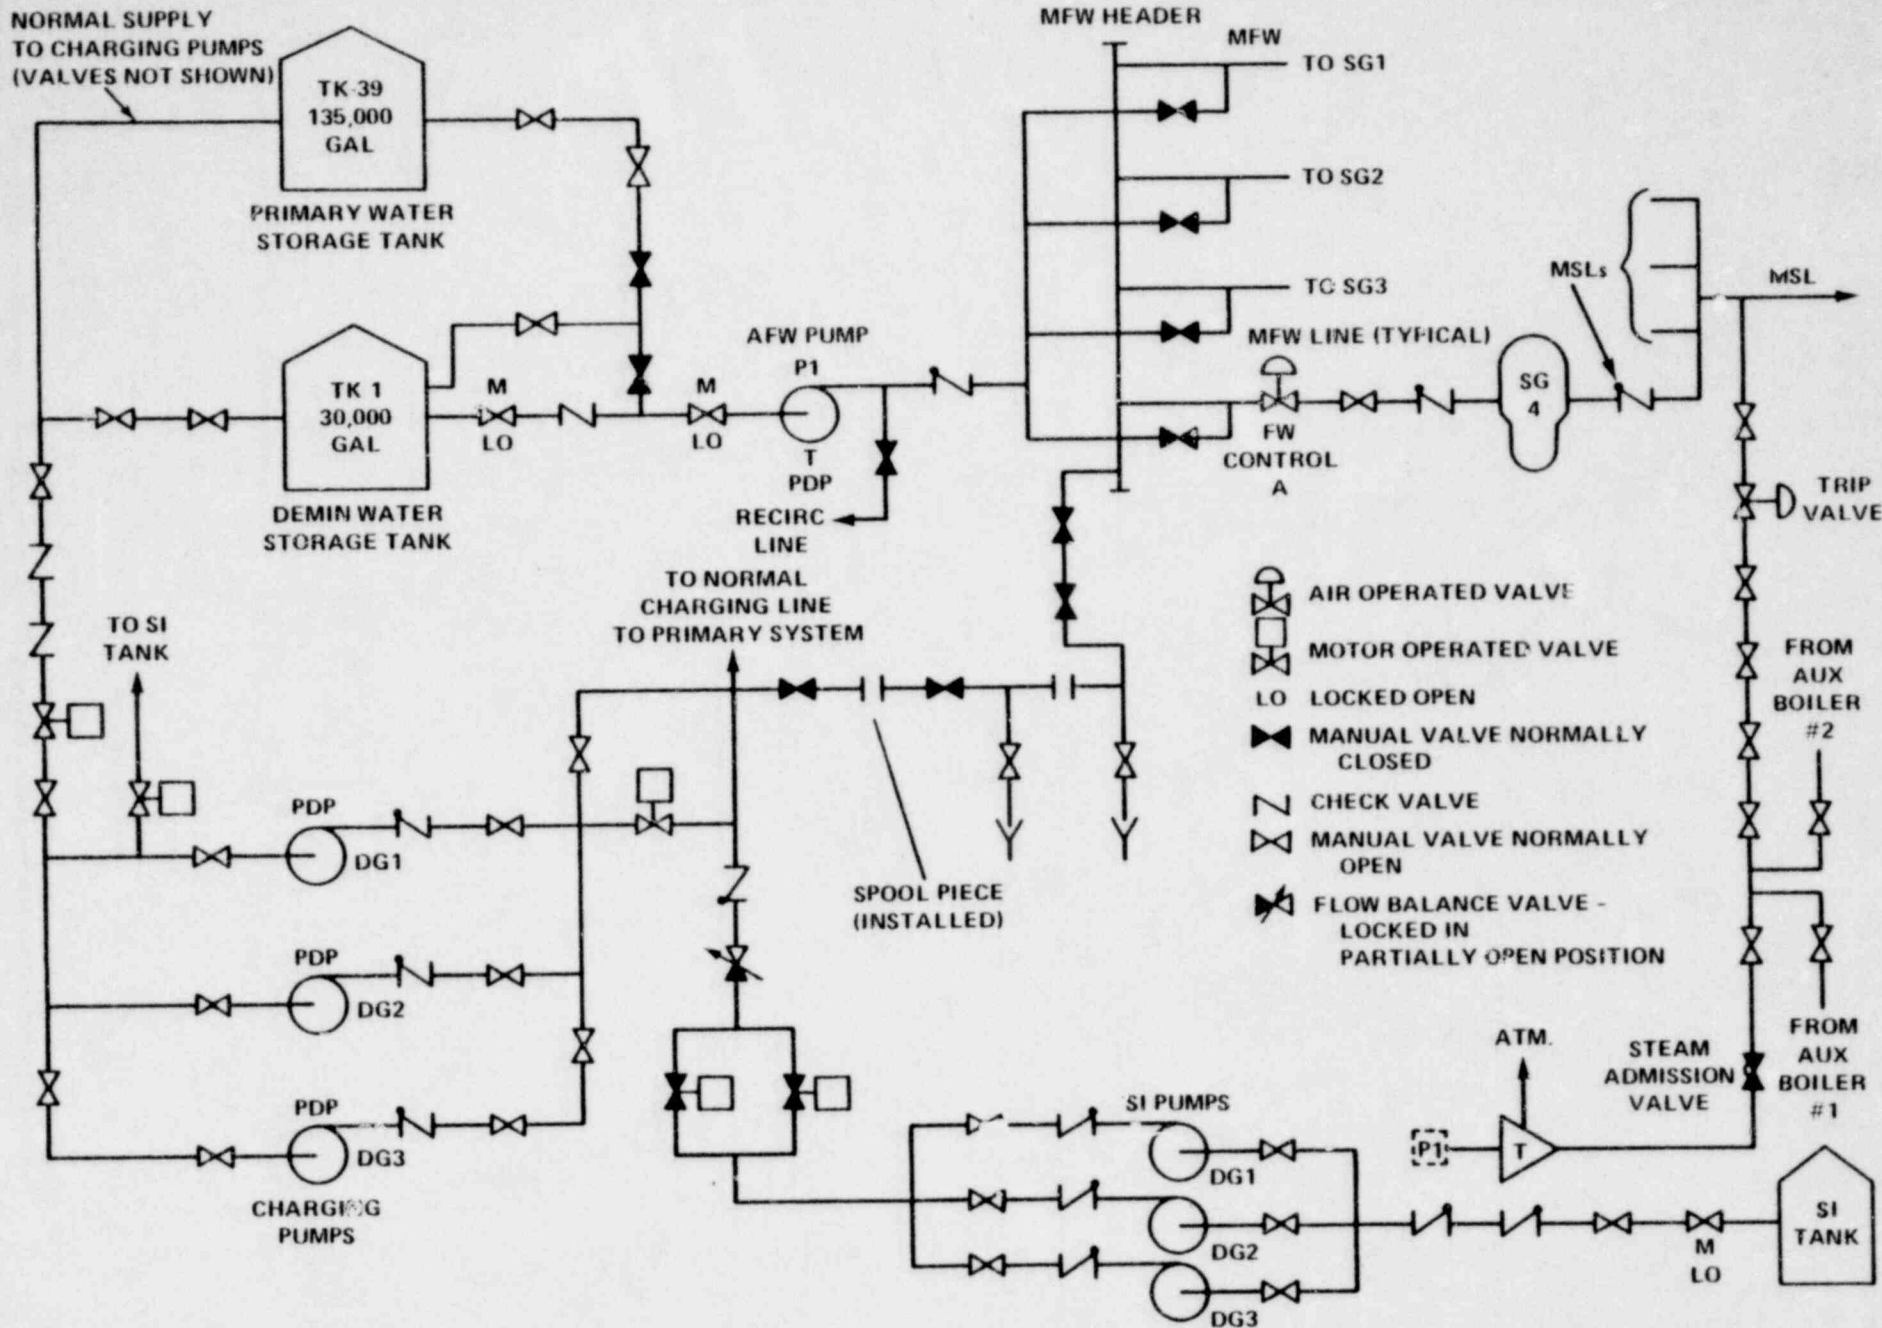 NORMAL SUPPLY
TO CHARGING PUMPS
(VALVES NOT SHOWN)
TK-39
135,000
GAL
PRIMARY WATER
STORAGE TANK
TK 1
30,000
GAL
DEMIN WATER
STORAGE TANK
M
LO
M
LO
AFW PUMP
P1
T
PDP
RECIRC
LINE
MFW HEADER
MFW
TO SG1
TO SG2
TO SG3
MFW LINE (TYPICAL)
FW
CONTROL
A
SG
4
MSLs
MSL
TRIP
VALVE
TO NORMAL
CHARGING LINE
TO PRIMARY SYSTEM
TO SI
TANK
AIR OPERATED VALVE
MOTOR OPERATED VALVE
LO LOCKED OPEN
MANUAL VALVE NORMALLY
CLOSED
CHECK VALVE
MANUAL VALVE NORMALLY
OPEN
FLOW BALANCE VALVE -
LOCKED IN
PARTIALLY OPEN POSITION
FROM
AUX
BOILER
#2
PDP
DG1
PDP
DG2
PDP
DG3
CHARGING
PUMPS
SPOOL PIECE
(INSTALLED)
FROM
AUX
BOILER
#1
ATM.
STEAM
ADMISSION
VALVE
P1
T
SI PUMPS
DG1
DG2
DG3
M
LO
SI
TANK